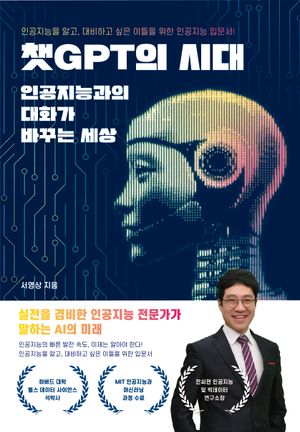 인공지능을 알고, 대비하고 싶은 이들을 위한 인공지능 입문서!
챗GPT의 시대
인공지능과의
대화가
바꾸는 세상
서영상 지음
실전을 겸비한 인공지능 전문가가
말하는 AI의 미래
인공지능의 빠른 발전 속도, 이제는 알아야 한다!
인공지능을 알고, 대비하고 싶은 이들을 위한 입문서
하버드 대학
헬스 데이터 사이언스
석박사
MIT 인공지능과
머신러닝
과정 수료
전씨젠 인공지능
및 빅데이터
연구소장